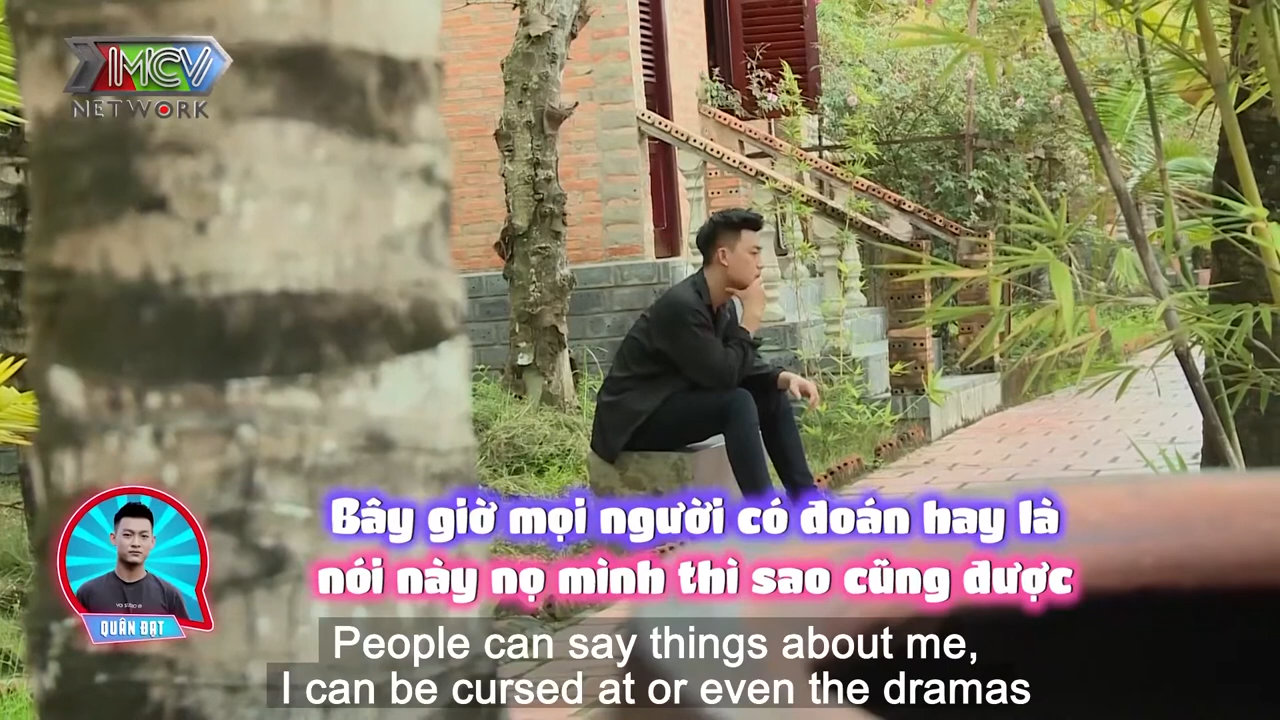 MCV
NETWORK
Bây giờ mọi người có đoán hay là
nói này nọ mình thì sao cũng được
QUÂN ĐẠT
People can say things about me,
I can be cursed at or even the dramas